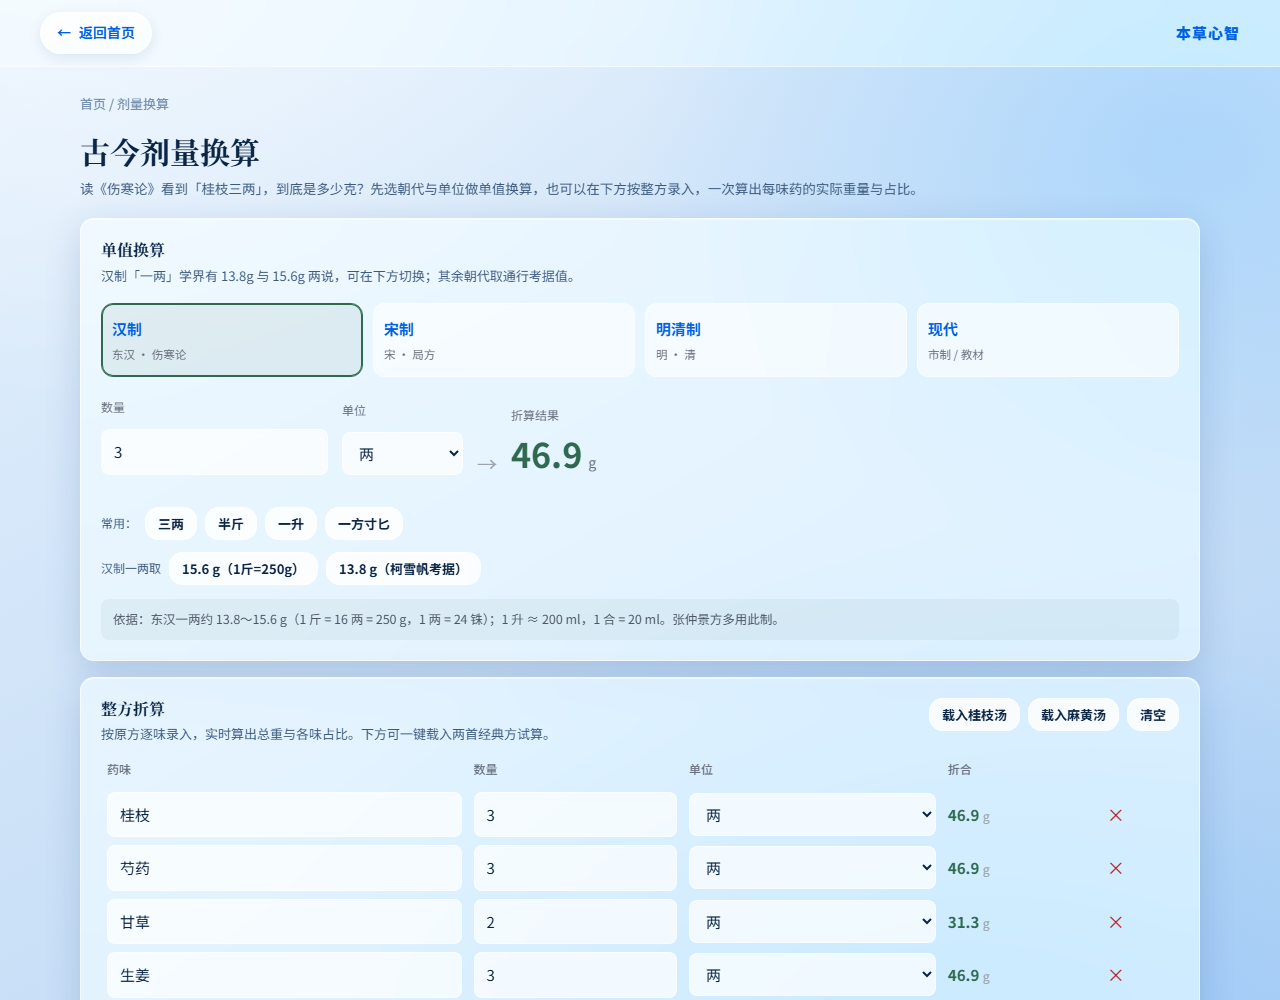 ← 返回首页
本草心智
首页 / 剂量换算
古今剂量换算
读《伤寒论》看到「桂枝三两」，到底是多少克？先选朝代与单位做单值换算，也可以在下方按整方录入，一次算出每味药的实际重量与占比。
单值换算
汉制「一两」学界有 13.8g 与 15.6g 两说，可在下方切换；其余朝代取通行考据值。
汉制
东汉 · 伤寒论
宋制
宋 · 局方
明清制
明 · 清
现代
市制 / 教材
数量
单位
折算结果
3
两
→
46.9 g
常用：
三两
半斤
一升
一方寸匕
汉制一两取
15.6 g（1斤=250g）
13.8 g（柯雪帆考据）
依据：东汉一两约 13.8～15.6 g（1 斤 = 16 两 = 250 g，1 两 = 24 铢）；1 升 ≈ 200 ml，1 合 = 20 ml。张仲景方多用此制。
整方折算
按原方逐味录入，实时算出总重与各味占比。下方可一键载入两首经典方试算。
载入桂枝汤
载入麻黄汤
清空
药味 数量 单位 折合
桂枝 3 两 46.9 g ×
芍药 3 两 46.9 g ×
甘草 2 两 31.3 g ×
生姜 3 两 46.9 g ×